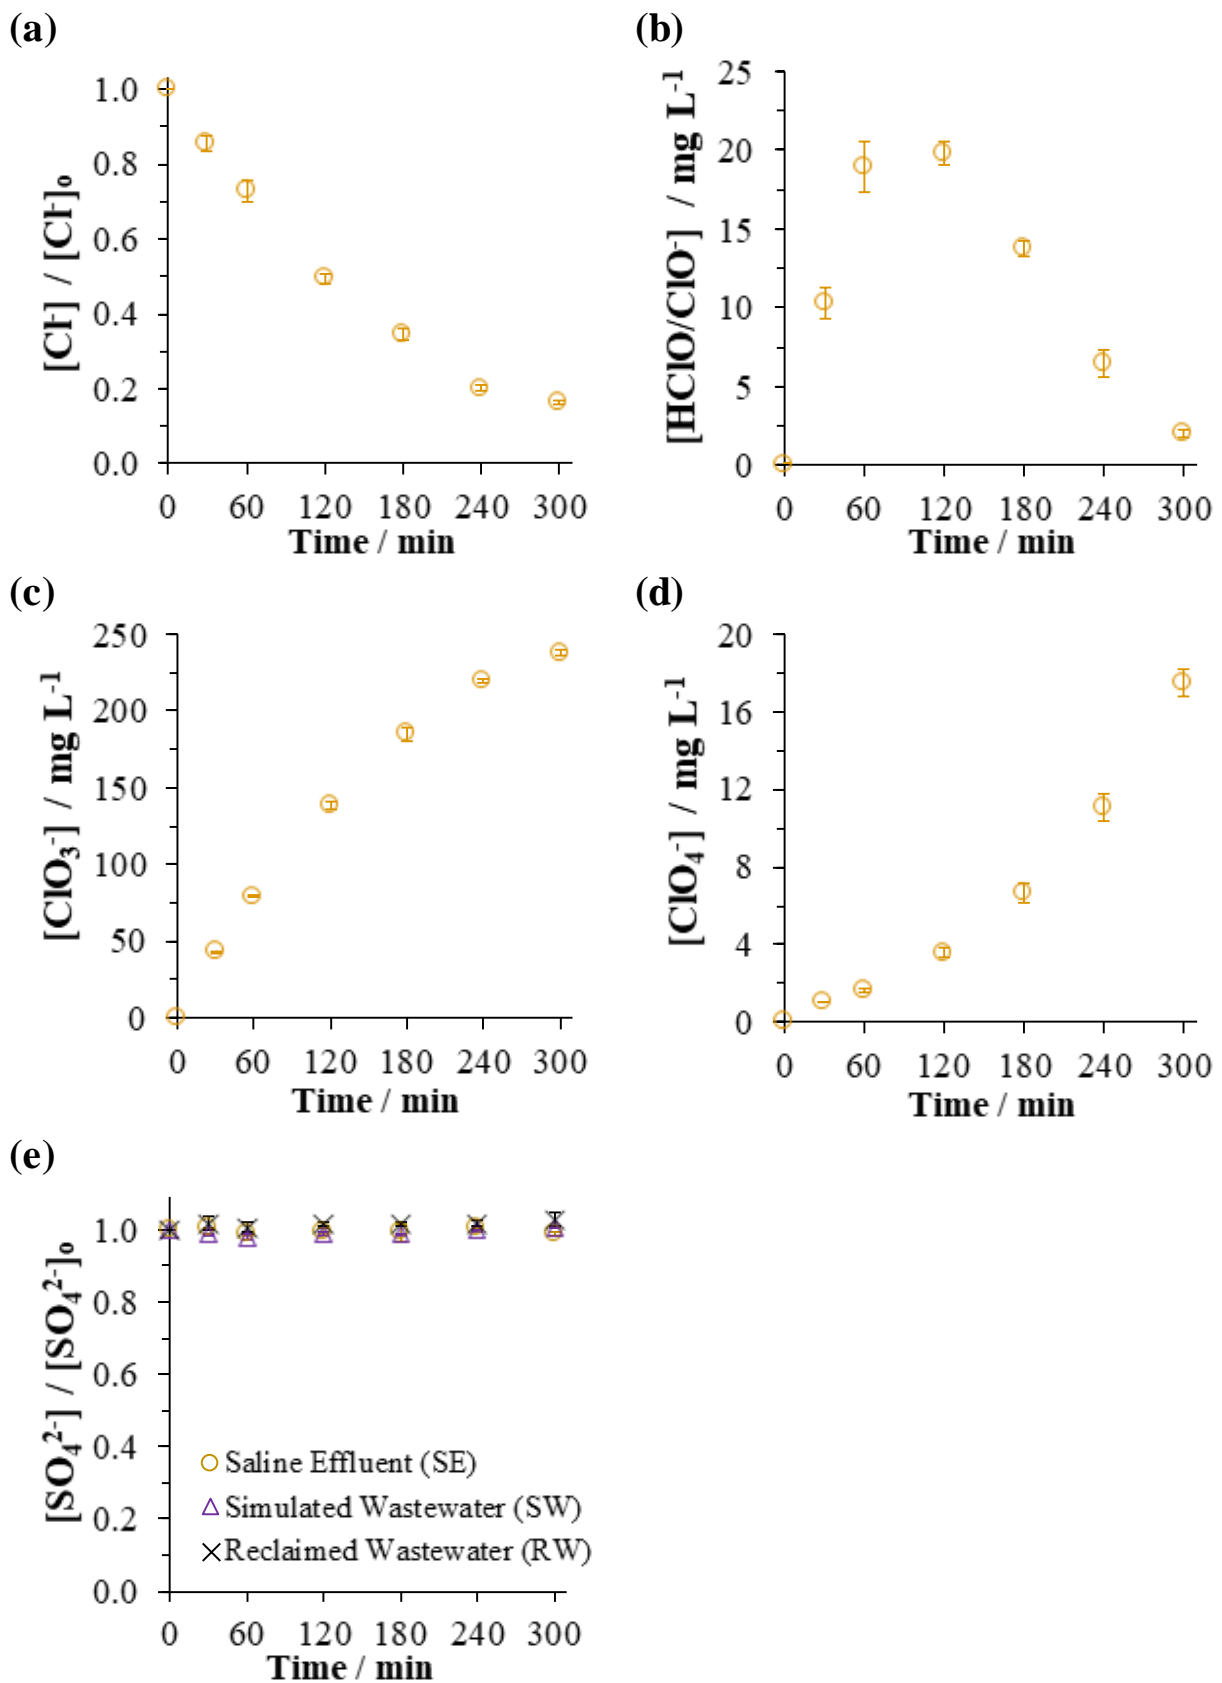 (a)
[Cl⁻] / [Cl⁻]₀
1.0
0.8
0.6
0.4
0.2
0.0
0 60 120 180 240 300
Time / min
(b)
[HClO/ClO⁻] / mg L⁻¹
25
20
15
10
5
0
0 60 120 180 240 300
Time / min
(c)
[ClO₃⁻] / mg L⁻¹
250
200
150
100
50
0
0 60 120 180 240 300
Time / min
(d)
[ClO₄⁻] / mg L⁻¹
20
16
12
8
4
0
0 60 120 180 240 300
Time / min
(e)
[SO₄²⁻] / [SO₄²⁻]₀
1.0
0.8
0.6
0.4
0.2
0.0
Saline Effluent (SE)
Simulated Wastewater (SW)
Reclaimed Wastewater (RW)
0 60 120 180 240 300
Time / min